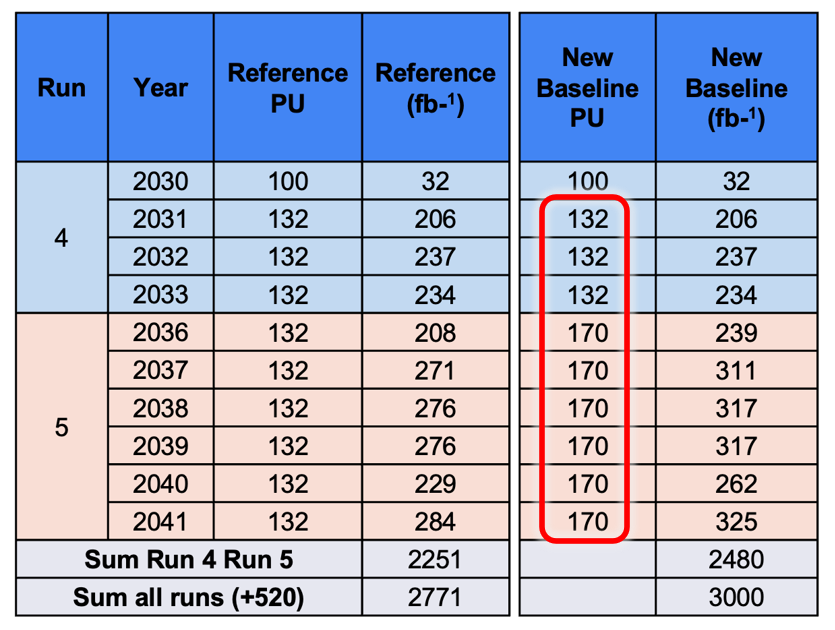 Run Year Reference PU Reference (fb-¹) New Baseline PU New Baseline (fb-¹)
4
2030 100 32 100 32
2031 132 206 132 206
2032 132 237 132 237
2033 132 234 132 234
5
2036 132 208 170 239
2037 132 271 170 311
2038 132 276 170 317
2039 132 276 170 317
2040 132 229 170 262
2041 132 284 170 325
Sum Run 4 Run 5 2251 2480
Sum all runs (+520) 2771 3000